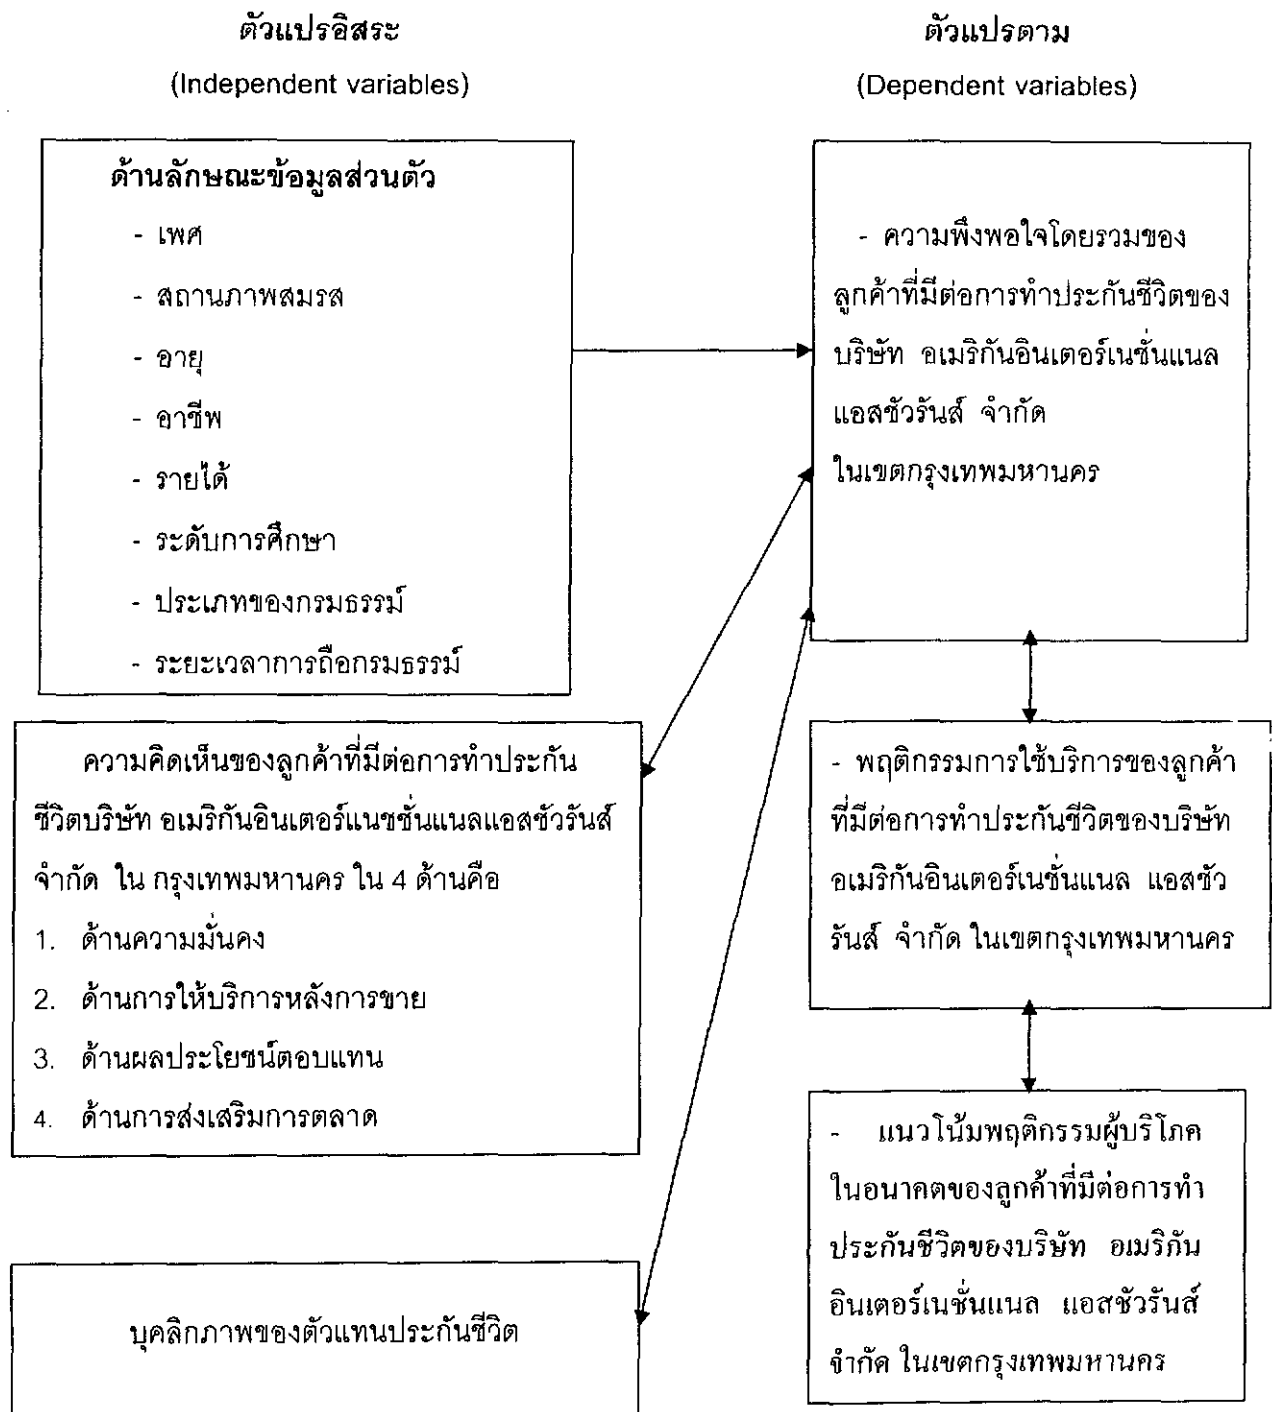 ตัวแปรอิสระ
(Independent variables)
ตัวแปรตาม
(Dependent variables)
ด้านลักษณะข้อมูลส่วนตัว
- เพศ
- สถานภาพสมรส
- อายุ
- อาชีพ
- รายได้
- ระดับการศึกษา
- ประเภทของกรมธรรม์
- ระยะเวลาการถือกรมธรรม์
ความคิดเห็นของลูกค้าที่มีต่อการทำประกัน
ชีวิตบริษัท อเมริกันอินเตอร์แนชชั่นแนลแอสชัวรันส์
จำกัด ใน กรุงเทพมหานคร ใน 4 ด้านคือ
1. ด้านความมั่นคง
2. ด้านการให้บริการหลังการขาย
3. ด้านผลประโยชน์ตอบแทน
4. ด้านการส่งเสริมการตลาด
บุคลิกภาพของตัวแทนประกันชีวิต
- ความพึงพอใจโดยรวมของ
ลูกค้าที่มีต่อการทำประกันชีวิตของ
บริษัท อเมริกันอินเตอร์เนชั่นแนล
แอสชัวรันส์ จำกัด
ในเขตกรุงเทพมหานคร
- พฤติกรรมการใช้บริการของลูกค้า
ที่มีต่อการทำประกันชีวิตของบริษัท
อเมริกันอินเตอร์เนชั่นแนล แอสชัว
รันส์ จำกัด ในเขตกรุงเทพมหานคร
- แนวโน้มพฤติกรรมผู้บริโภค
ในอนาคตของลูกค้าที่มีต่อการทำ
ประกันชีวิตของบริษัท อเมริกัน
อินเตอร์เนชั่นแนล แอสชัวรันส์
จำกัด ในเขตกรุงเทพมหานคร